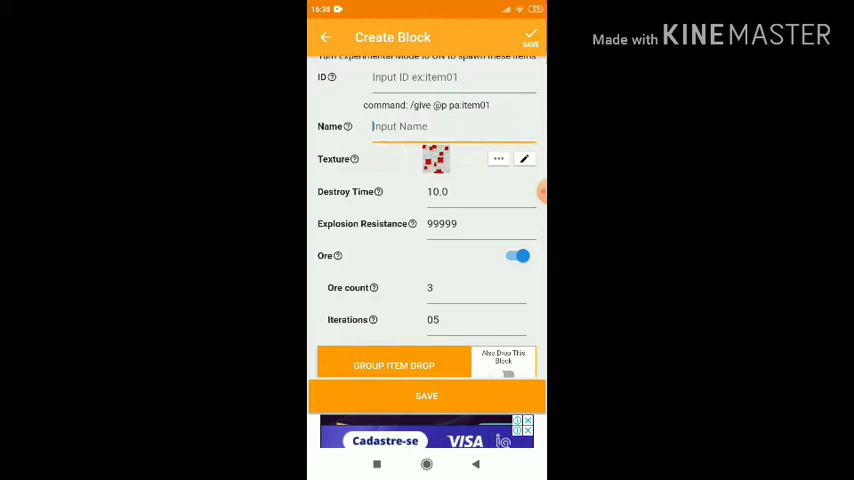 16:38
33
Made with KINEMASTER
Create Block
SAVE
Turn Experimental Mode to ON to spawn these items
ID
Input ID ex:item01
command: /give @p pa:item01
Name
Input Name
Texture
Destroy Time
10.0
Explosion Resistance
99999
Ore
Ore count
3
Iterations
05
GROUP ITEM DROP
Also Drop This
Block
SAVE
Cadastre-se
VISA
iq